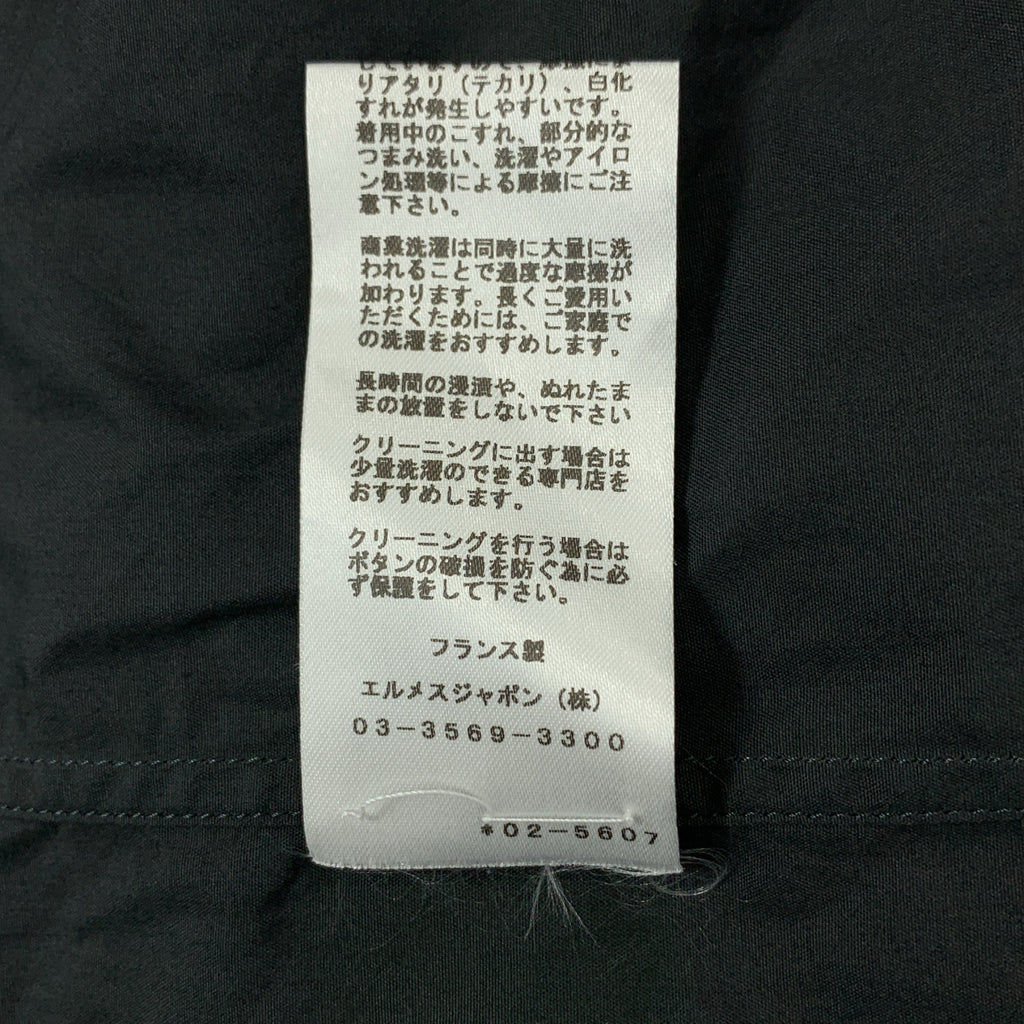 りアタリ（テカリ）、白化
すれが発生しやすいです。
着用中のこすれ、部分的な
つまみ洗い、洗濯やアイロ
ン処理等による摩擦にご注
意下さい。
商業洗濯は同時に大量に洗
われることで過度な摩擦が
加わります。長くご愛用い
ただくためには、ご家庭で
の洗濯をおすすめします。
長時間の浸漬や、ぬれたま
まの放置をしないで下さい
クリーニングに出す場合は
少量洗濯のできる専門店を
おすすめします。
クリーニングを行う場合は
ボタンの破損を防ぐ為に必
ず保護をして下さい。
フランス製
エルメスジャポン（株）
03-3569-3300
*02-5607